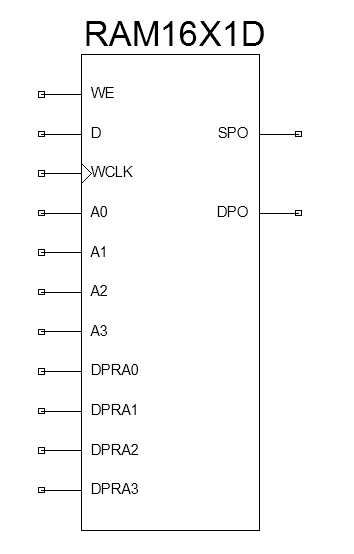 RAM16X1D
WE
D
SPO
WCLK
A0
DPO
A1
A2
A3
DPRA0
DPRA1
DPRA2
DPRA3